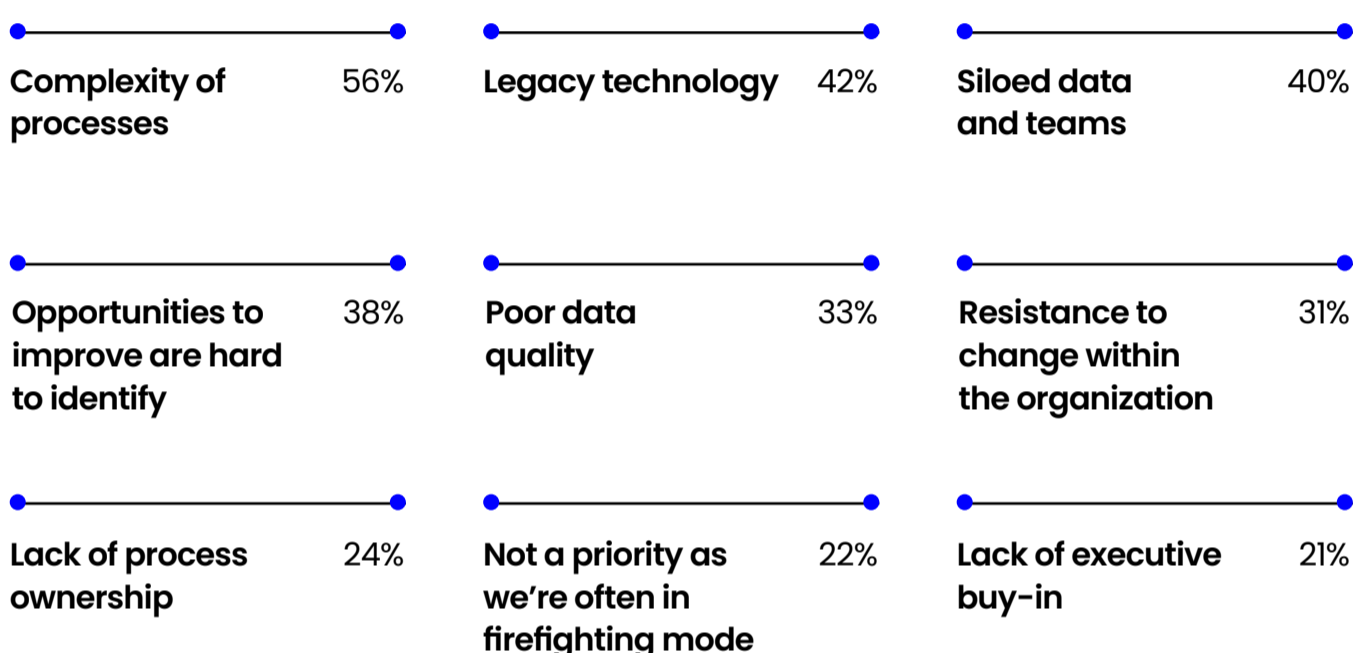 Complexity of 56%
processes
Legacy technology 42%
Siloed data 40%
and teams
Opportunities to 38%
improve are hard
to identify
Poor data 33%
quality
Resistance to 31%
change within
the organization
Lack of process 24%
ownership
Not a priority as 22%
we’re often in
firefighting mode
Lack of executive 21%
buy-in